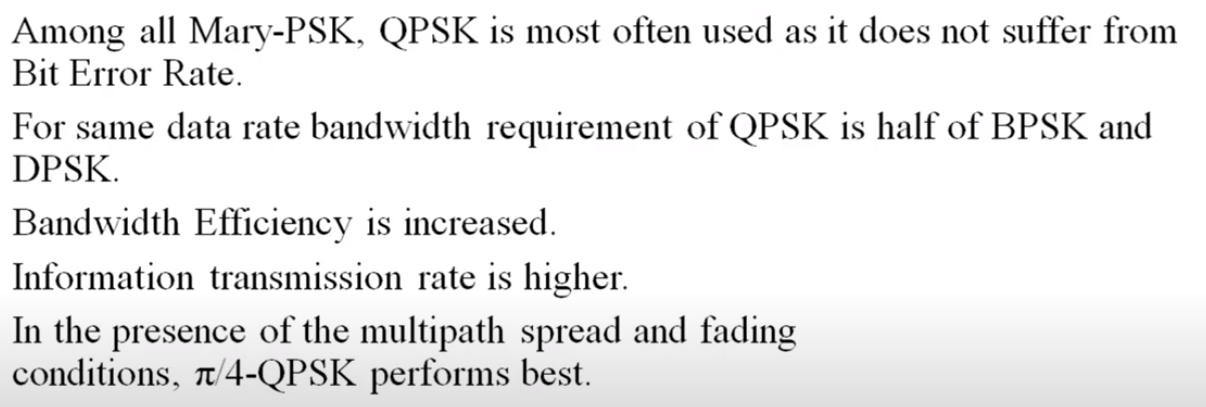 Among all Mary-PSK, QPSK is most often used as it does not suffer from
Bit Error Rate.
For same data rate bandwidth requirement of QPSK is half of BPSK and
DPSK.
Bandwidth Efficiency is increased.
Information transmission rate is higher.
In the presence of the multipath spread and fading
conditions, π/4-QPSK performs best.